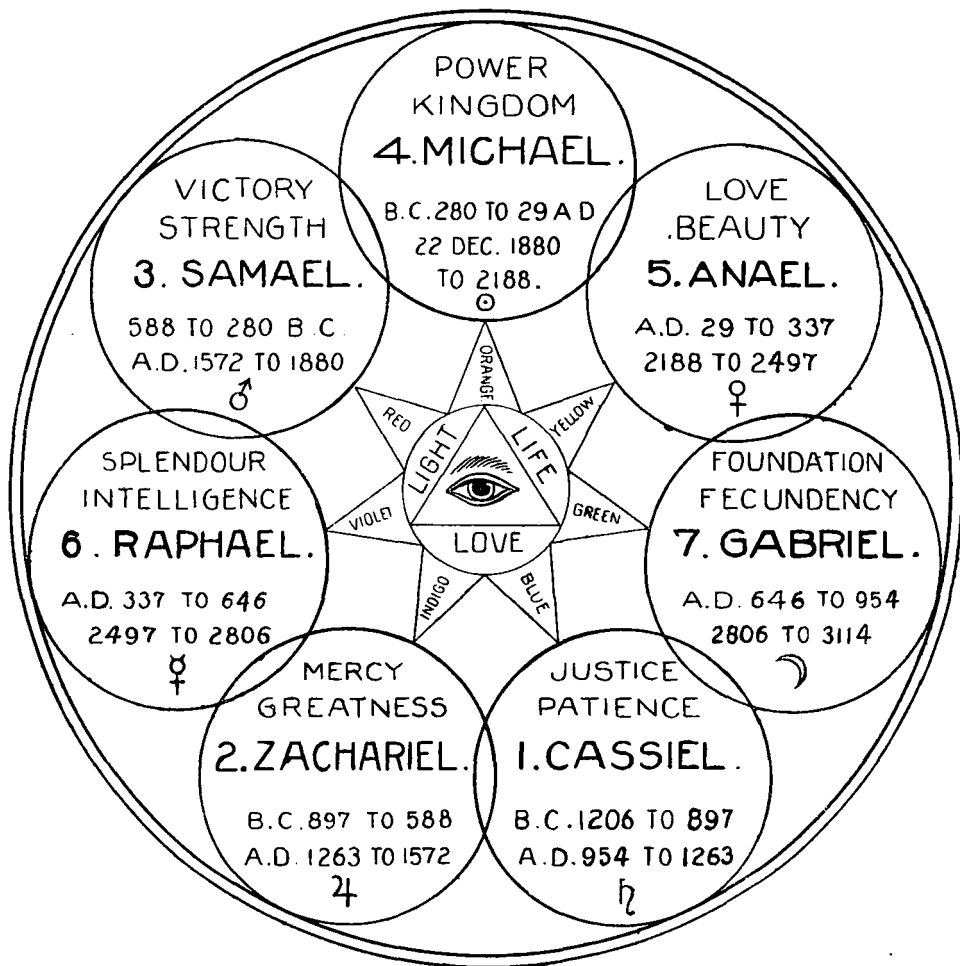 POWER
KINGDOM
4. MICHAEL.
B.C. 280 TO 29 A D
22 DEC. 1880
TO 2188.
☉
VICTORY
STRENGTH
3. SAMAEL.
588 TO 280 B.C.
A.D. 1572 TO 1880
♂
LOVE
.BEAUTY
5. ANAEL.
A.D. 29 TO 337
2188 TO 2497
♀
ORANGE
RED
YELLOW
VIOLET
GREEN
INDIGO
BLUE
LIGHT
LIFE
LOVE
SPLENDOUR
INTELLIGENCE
6. RAPHAEL.
A.D. 337 TO 646
2497 TO 2806
☿
FOUNDATION
FECUNDENCY
7. GABRIEL.
A.D. 646 TO 954
2806 TO 3114
☽
MERCY
GREATNESS
2. ZACHARIEL.
B.C. 897 TO 588
A.D. 1263 TO 1572
♃
JUSTICE
PATIENCE
1. CASSIEL.
B.C. 1206 TO 897
A.D. 954 TO 1263
♄